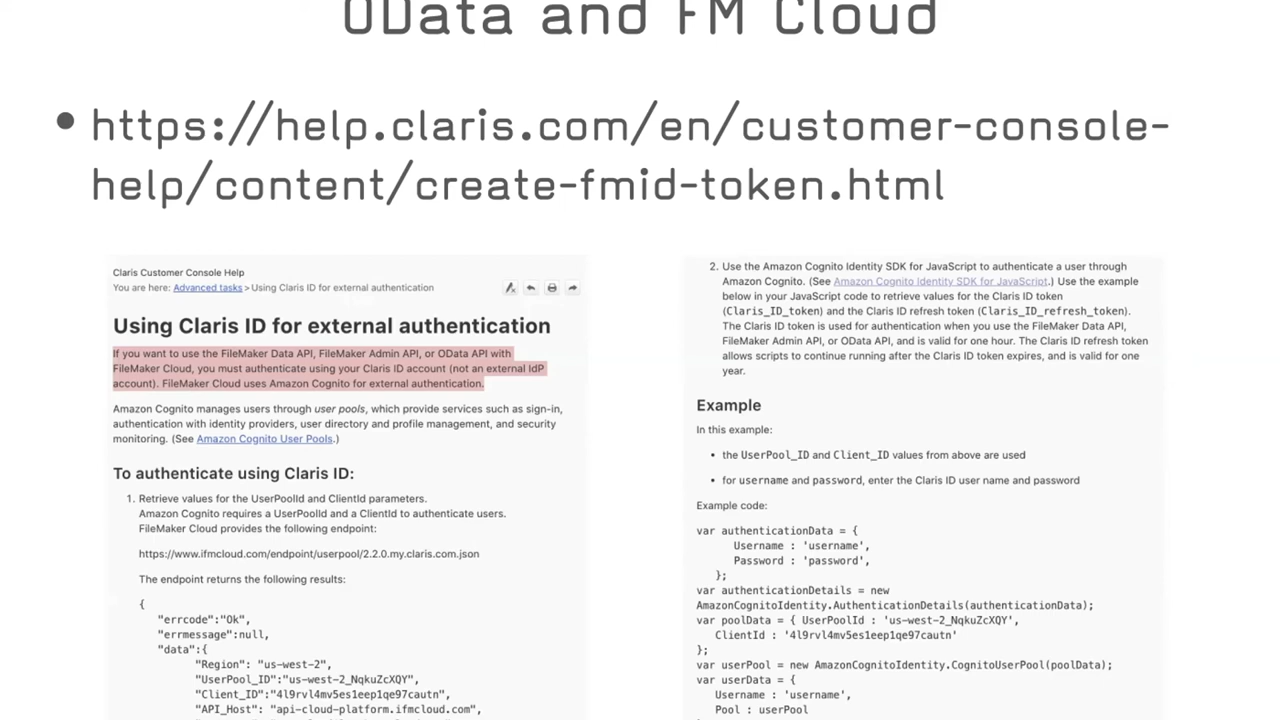 OData and FM Cloud
• https://help.claris.com/en/customer-console-
help/content/create-fmid-token.html
Claris Customer Console Help
You are here: Advanced tasks > Using Claris ID for external authentication
Using Claris ID for external authentication
If you want to use the FileMaker Data API, FileMaker Admin API, or OData API with
FileMaker Cloud, you must authenticate using your Claris ID account (not an external IdP
account). FileMaker Cloud uses Amazon Cognito for external authentication.
Amazon Cognito manages users through user pools, which provide services such as sign-in,
authentication with identity providers, user directory and profile management, and security
monitoring. (See Amazon Cognito User Pools.)
To authenticate using Claris ID:
1. Retrieve values for the UserPoolId and ClientId parameters.
Amazon Cognito requires a UserPoolId and a ClientId to authenticate users.
FileMaker Cloud provides the following endpoint:
https://www.ifmcloud.com/endpoint/userpool/2.2.0.my.claris.com.json
The endpoint returns the following results:
{
"errcode":"Ok",
"errmessage":null,
"data":{
"Region": "us-west-2",
"UserPool_ID":"us-west-2_NqkuZcXQY",
"Client_ID":"4l9rvl4mv5es1eep1qe97cautn",
"API_Host": "api-cloud-platform.ifmcloud.com",
2. Use the Amazon Cognito Identity SDK for JavaScript to authenticate a user through
Amazon Cognito. (See Amazon Cognito Identity SDK for JavaScript.) Use the example
below in your JavaScript code to retrieve values for the Claris ID token
(Claris_ID_token) and the Claris ID refresh token (Claris_ID_refresh_token).
The Claris ID token is used for authentication when you use the FileMaker Data API,
FileMaker Admin API, or OData API, and is valid for one hour. The Claris ID refresh token
allows scripts to continue running after the Claris ID token expires, and is valid for one
year.
Example
In this example:
• the UserPool_ID and Client_ID values from above are used
• for username and password, enter the Claris ID user name and password
Example code:
var authenticationData = {
Username : 'username',
Password : 'password',
};
var authenticationDetails = new
AmazonCognitoIdentity.AuthenticationDetails(authenticationData);
var poolData = { UserPoolId : 'us-west-2_NqkuZcXQY',
ClientId : '4l9rvl4mv5es1eep1qe97cautn'
};
var userPool = new AmazonCognitoIdentity.CognitoUserPool(poolData);
var userData = {
Username : 'username',
Pool : userPool